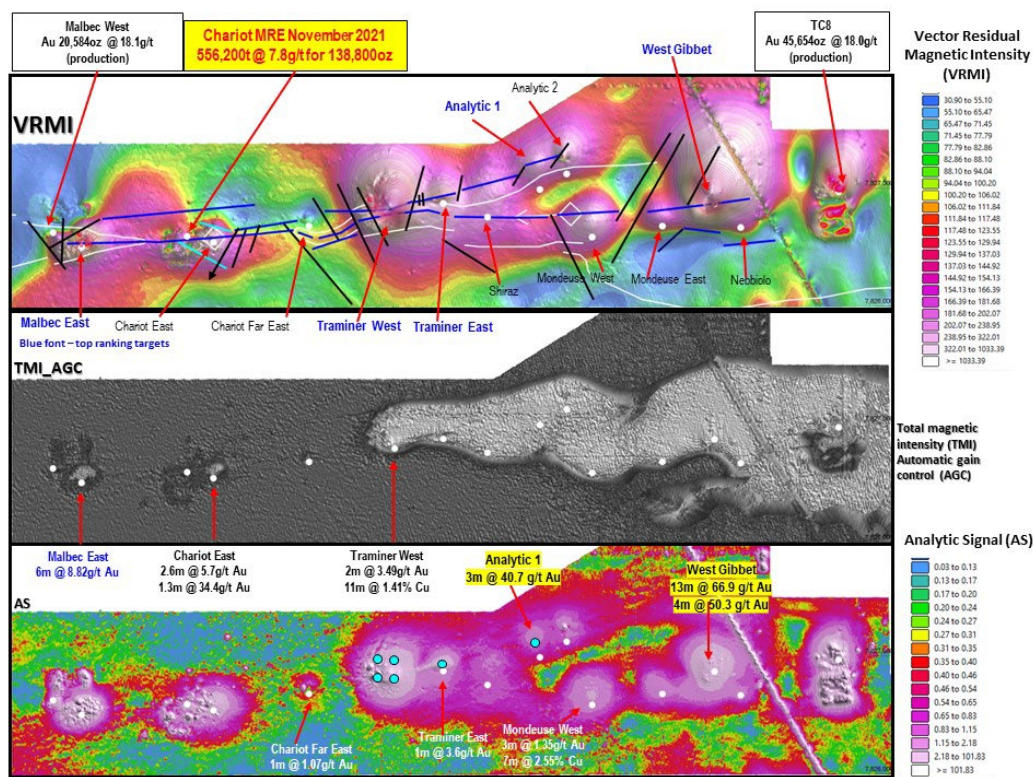 Malbec West
Au 20,584oz @ 18.1g/t
(production)
Chariot MRE November 2021
556,200t @ 7.8g/t for 138,800oz
West Gibbet
TC8
Au 45,654oz @ 18.0g/t
(production)
Vector Residual
Magnetic Intensity
(VRMI)
VRMI
Analytic 1
Analytic 2
30.90 to 55.10
55.10 to 65.47
65.47 to 71.45
71.45 to 77.79
77.79 to 82.86
82.86 to 88.10
88.10 to 94.04
94.04 to 100.20
100.20 to 106.02
106.02 to 111.84
111.84 to 117.48
117.48 to 123.55
123.55 to 129.94
129.94 to 137.03
137.03 to 144.92
144.92 to 154.13
154.13 to 166.39
166.39 to 181.68
181.68 to 202.07
202.07 to 238.95
238.95 to 322.01
322.01 to 1033.39
>= 1033.39
Malbec East
Chariot East
Chariot Far East
Traminer West
Traminer East
Shiraz
Mondeuse West
Mondeuse East
Nebbiolo
7,826,000
Blue font – top ranking targets
TMI_AGC
Total magnetic
intensity (TMI)
Automatic gain
control (AGC)
Malbec East
6m @ 8.82g/t Au
Chariot East
2.6m @ 5.7g/t Au
1.3m @ 34.4g/t Au
Traminer West
2m @ 3.49g/t Au
11m @ 1.41% Cu
Analytic 1
3m @ 40.7 g/t Au
West Gibbet
13m @ 66.9 g/t Au
4m @ 50.3 g/t Au
Analytic Signal (AS)
AS
0.03 to 0.13
0.13 to 0.17
0.17 to 0.20
0.20 to 0.24
0.24 to 0.27
0.27 to 0.31
0.31 to 0.35
0.35 to 0.40
0.40 to 0.46
0.46 to 0.54
0.54 to 0.65
0.65 to 0.83
0.83 to 1.15
1.15 to 2.18
2.18 to 101.83
>= 101.83
Chariot Far East
1m @ 1.07g/t Au
Traminer East
1m @ 3.6g/t Au
Mondeuse West
3m @ 1.35g/t Au
7m @ 2.55% Cu
7,826,000